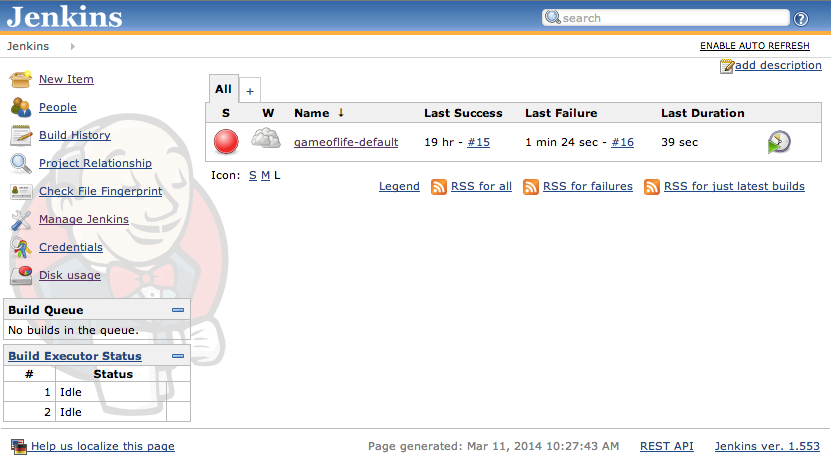 Jenkins
search
Jenkins
ENABLE AUTO REFRESH
add description
New Item
People
Build History
Project Relationship
Check File Fingerprint
Manage Jenkins
Credentials
Disk usage
All +
S W Name ↓ Last Success Last Failure Last Duration
gameoflife-default 19 hr - #15 1 min 24 sec - #16 39 sec
Icon: S M L
Legend RSS for all RSS for failures RSS for just latest builds
Build Queue
No builds in the queue.
Build Executor Status
# Status
1 Idle
2 Idle
Help us localize this page
Page generated: Mar 11, 2014 10:27:43 AM REST API Jenkins ver. 1.553